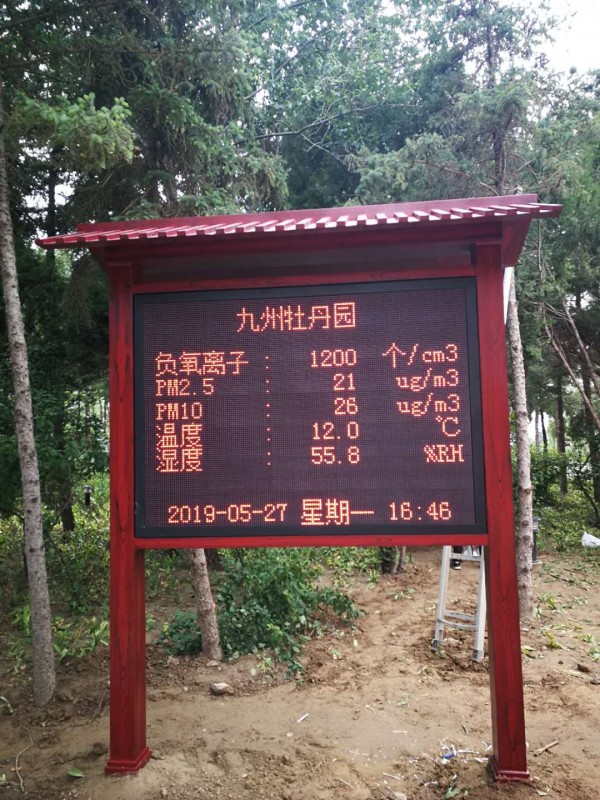 九州牡丹园
负氧离子 : 1200 个/cm3
PM2.5 : 21 ug/m3
PM10 : 26 ug/m3
温度 : 12.0 ℃
湿度 : 55.8 %RH
2019-05-27 星期一 16:46